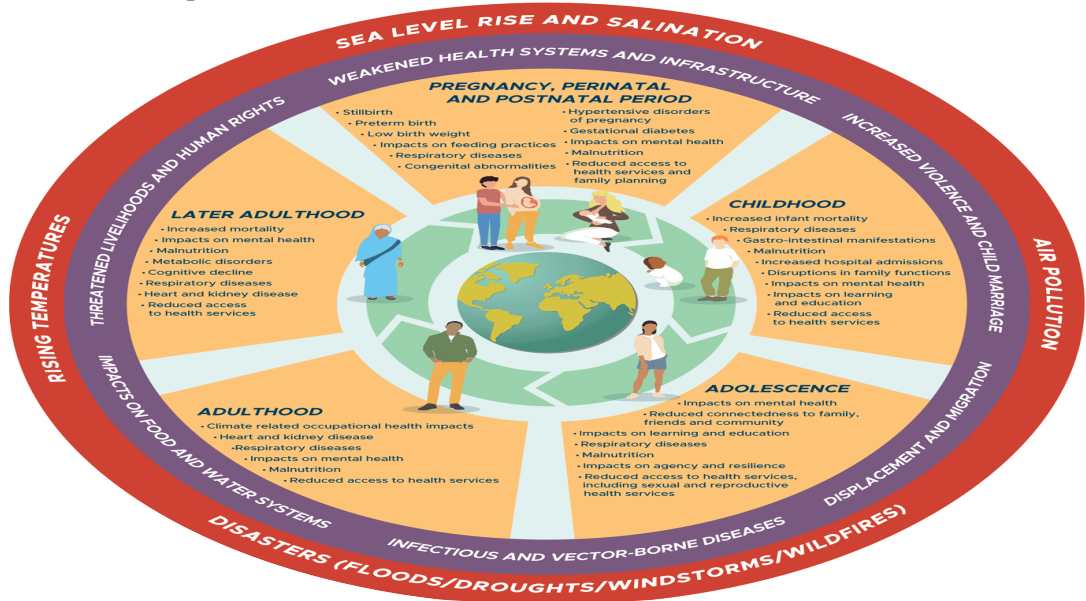 SEA LEVEL RISE AND SALINATION
AIR POLLUTION
DISASTERS (FLOODS/DROUGHTS/WINDSTORMS/WILDFIRES)
RISING TEMPERATURES
WEAKENED HEALTH SYSTEMS AND INFRASTRUCTURE
INCREASED VIOLENCE AND CHILD MARRIAGE
DISPLACEMENT AND MIGRATION
INFECTIOUS AND VECTOR-BORNE DISEASES
IMPACTS ON FOOD AND WATER SYSTEMS
THREATENED LIVELIHOODS AND HUMAN RIGHTS
PREGNANCY, PERINATAL
AND POSTNATAL PERIOD
• Stillbirth
• Preterm birth
• Low birth weight
• Impacts on feeding practices
• Respiratory diseases
• Congenital abnormalities
• Hypertensive disorders
of pregnancy
• Gestational diabetes
• Impacts on mental health
• Malnutrition
• Reduced access to
health services and
family planning
CHILDHOOD
• Increased infant mortality
• Respiratory diseases
• Gastro-intestinal manifestations
• Malnutrition
• Increased hospital admissions
• Disruptions in family functions
• Impacts on mental health
• Impacts on learning
and education
• Reduced access
to health services
ADOLESCENCE
• Impacts on mental health
• Reduced connectedness to family,
friends and community
• Impacts on learning and education
• Respiratory diseases
• Malnutrition
• Impacts on agency and resilience
• Reduced access to health services,
including sexual and reproductive
health services
ADULTHOOD
• Climate related occupational health impacts
• Heart and kidney disease
•Respiratory diseases
• Impacts on mental health
• Malnutrition
• Reduced access to health services
LATER ADULTHOOD
• Increased mortality
• Impacts on mental health
• Malnutrition
• Metabolic disorders
• Cognitive decline
• Respiratory diseases
• Heart and kidney disease
• Reduced access
to health services